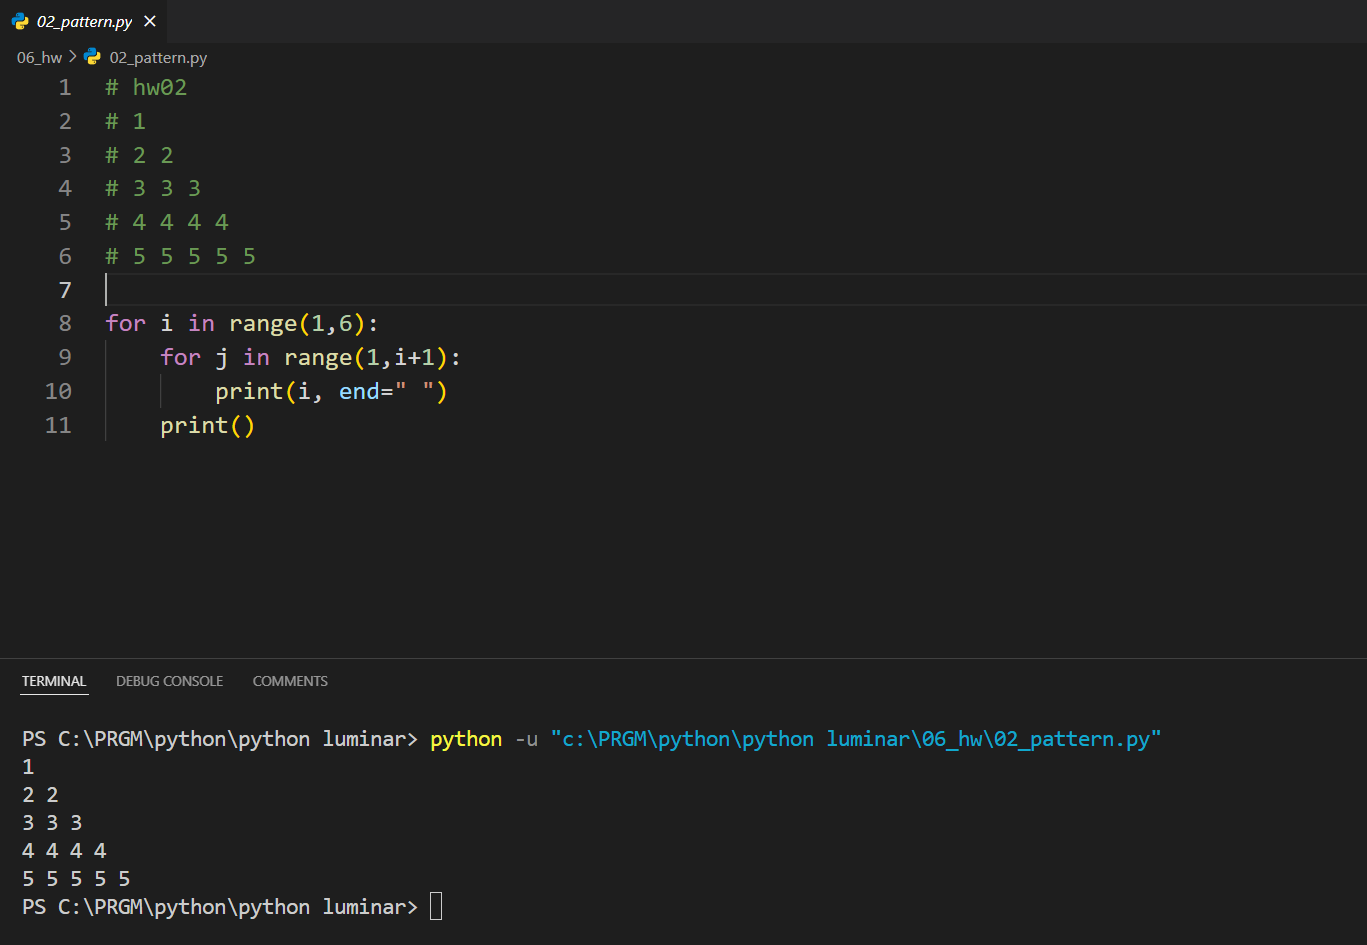 02_pattern.py ×
06_hw > 02_pattern.py
1 # hw02
2 # 1
3 # 2 2
4 # 3 3 3
5 # 4 4 4 4
6 # 5 5 5 5 5
7
8 for i in range(1,6):
9     for j in range(1,i+1):
10         print(i, end=" ")
11     print()
TERMINAL DEBUG CONSOLE COMMENTS
PS C:\PRGM\python\python luminar> python -u "c:\PRGM\python\python luminar\06_hw\02_pattern.py"
1
2 2
3 3 3
4 4 4 4
5 5 5 5 5
PS C:\PRGM\python\python luminar>